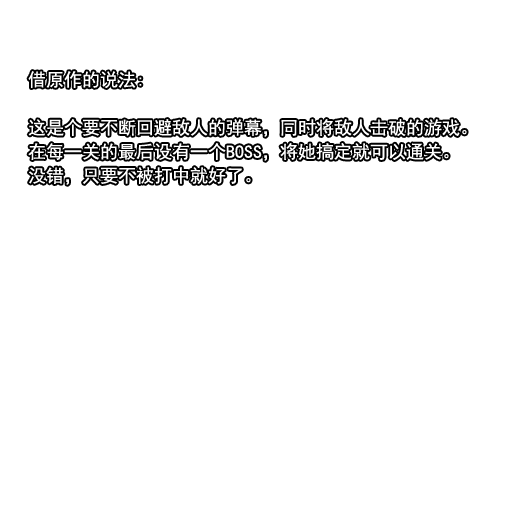 借原作的说法:
这是个要不断回避敌人的弹幕，同时将敌人击破的游戏。
在每一关的最后设有一个BOSS，将她搞定就可以通关。
没错，只要不被打中就好了。